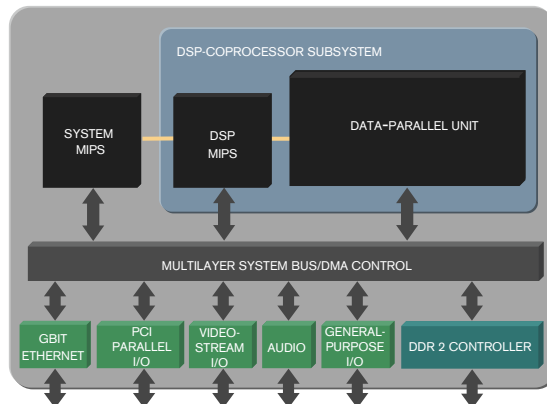 DSP-COPROCESSOR SUBSYSTEM
SYSTEM
MIPS
DSP
MIPS
DATA-PARALLEL UNIT
MULTILAYER SYSTEM BUS/DMA CONTROL
GBIT
ETHERNET
PCI
PARALLEL
I/O
VIDEO-
STREAM
I/O
AUDIO
GENERAL-
PURPOSE
I/O
DDR 2 CONTROLLER